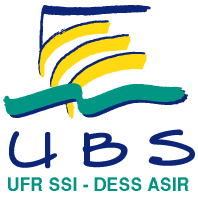 UBS
UFR SSI - DESS ASIR